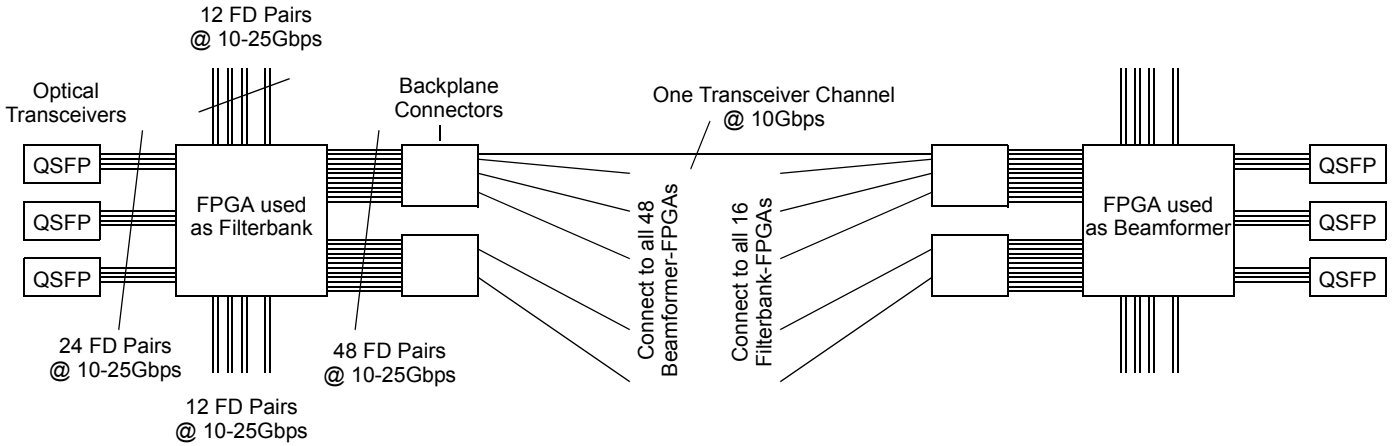 12 FD Pairs
@ 10-25Gbps
Optical
Transceivers
Backplane
Connectors
One Transceiver Channel
@ 10Gbps
QSFP
QSFP
QSFP
FPGA used
as Filterbank
Connect to all 48
Beamformer-FPGAs
Connect to all 16
Filterbank-FPGAs
FPGA used
as Beamformer
QSFP
QSFP
QSFP
24 FD Pairs
@ 10-25Gbps
48 FD Pairs
@ 10-25Gbps
12 FD Pairs
@ 10-25Gbps